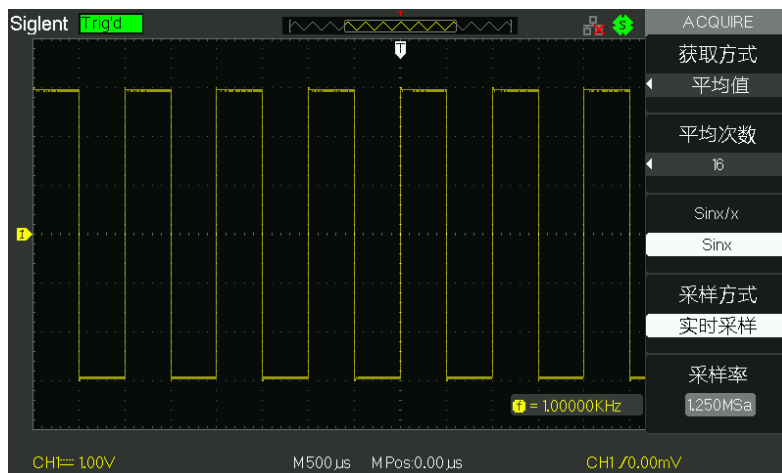 Siglent Trig'd
T
S
ACQUIRE
获取方式
平均值
平均次数
16
Sinx/x
Sinx
采样方式
实时采样
采样率
1.250MSa
1
f = 1.00000KHz
CH1 1.00V
M 500μs
M Pos:0.00μs
CH1 /0.00mV